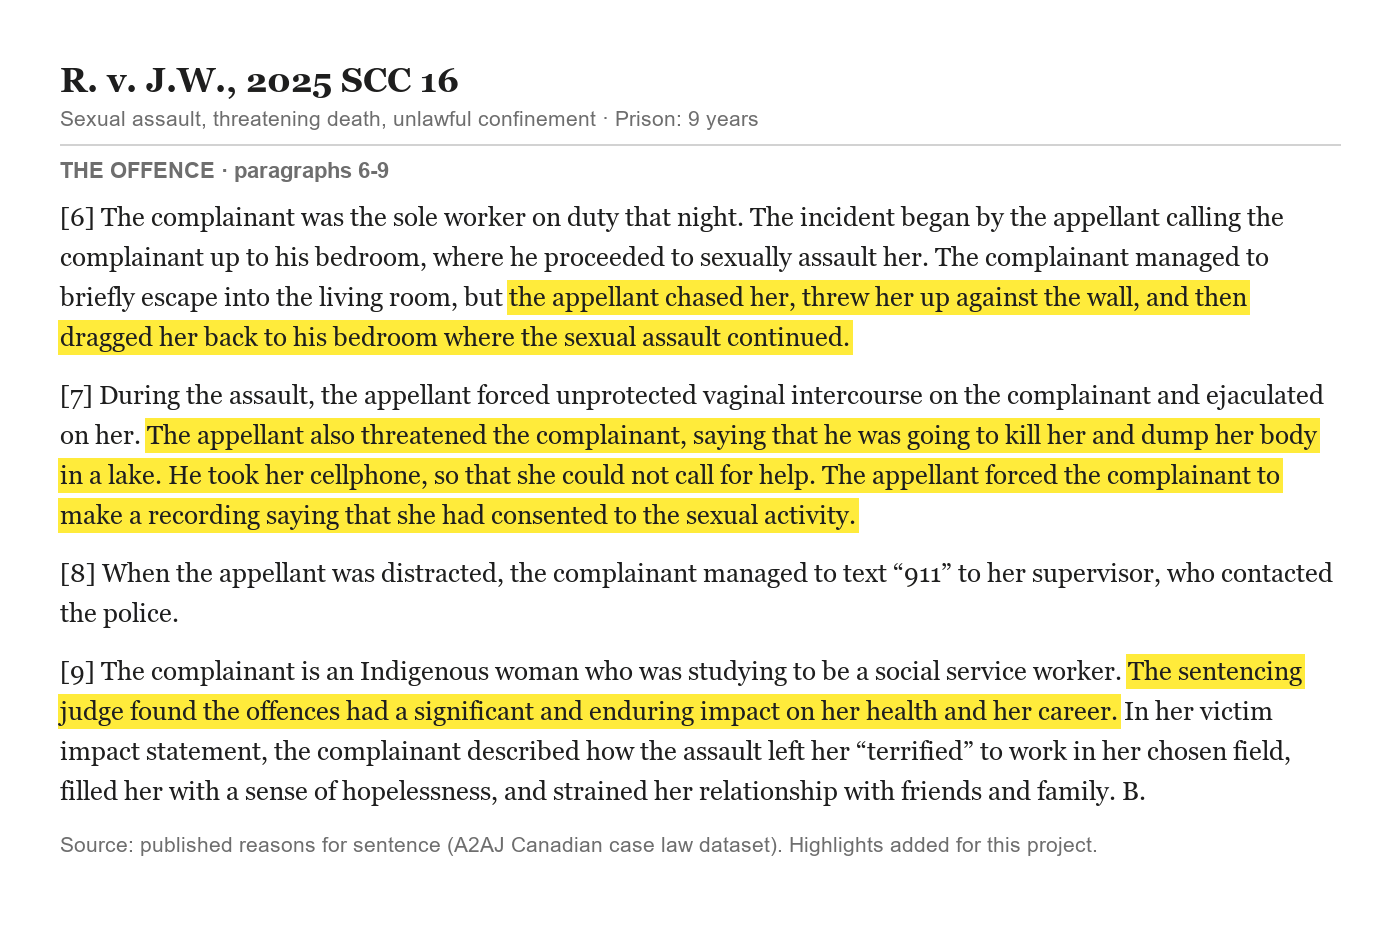 R. v. J.W., 2025 SCC 16
Sexual assault, threatening death, unlawful confinement · Prison: 9 years
THE OFFENCE · paragraphs 6-9
[6] The complainant was the sole worker on duty that night. The incident began by the appellant calling the
complainant up to his bedroom, where he proceeded to sexually assault her. The complainant managed to
briefly escape into the living room, but the appellant chased her, threw her up against the wall, and then
dragged her back to his bedroom where the sexual assault continued.
[7] During the assault, the appellant forced unprotected vaginal intercourse on the complainant and ejaculated
on her. The appellant also threatened the complainant, saying that he was going to kill her and dump her body
in a lake. He took her cellphone, so that she could not call for help. The appellant forced the complainant to
make a recording saying that she had consented to the sexual activity.
[8] When the appellant was distracted, the complainant managed to text “911” to her supervisor, who contacted
the police.
[9] The complainant is an Indigenous woman who was studying to be a social service worker. The sentencing
judge found the offences had a significant and enduring impact on her health and her career. In her victim
impact statement, the complainant described how the assault left her “terrified” to work in her chosen field,
filled her with a sense of hopelessness, and strained her relationship with friends and family. B.
Source: published reasons for sentence (A2AJ Canadian case law dataset). Highlights added for this project.